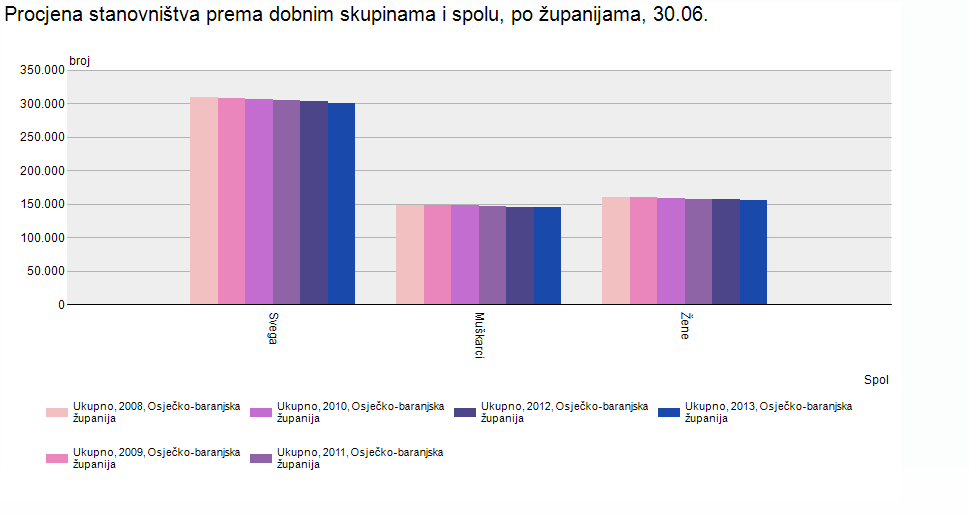 Procjena stanovništva prema dobnim skupinama i spolu, po županijama, 30.06.
broj
350.000
300.000
250.000
200.000
150.000
100.000
50.000
0
Svega
Muškarci
Žene
Spol
Ukupno, 2008, Osječko-baranjska
županija
Ukupno, 2010, Osječko-baranjska
županija
Ukupno, 2012, Osječko-baranjska
županija
Ukupno, 2013, Osječko-baranjska
županija
Ukupno, 2009, Osječko-baranjska
županija
Ukupno, 2011, Osječko-baranjska
županija